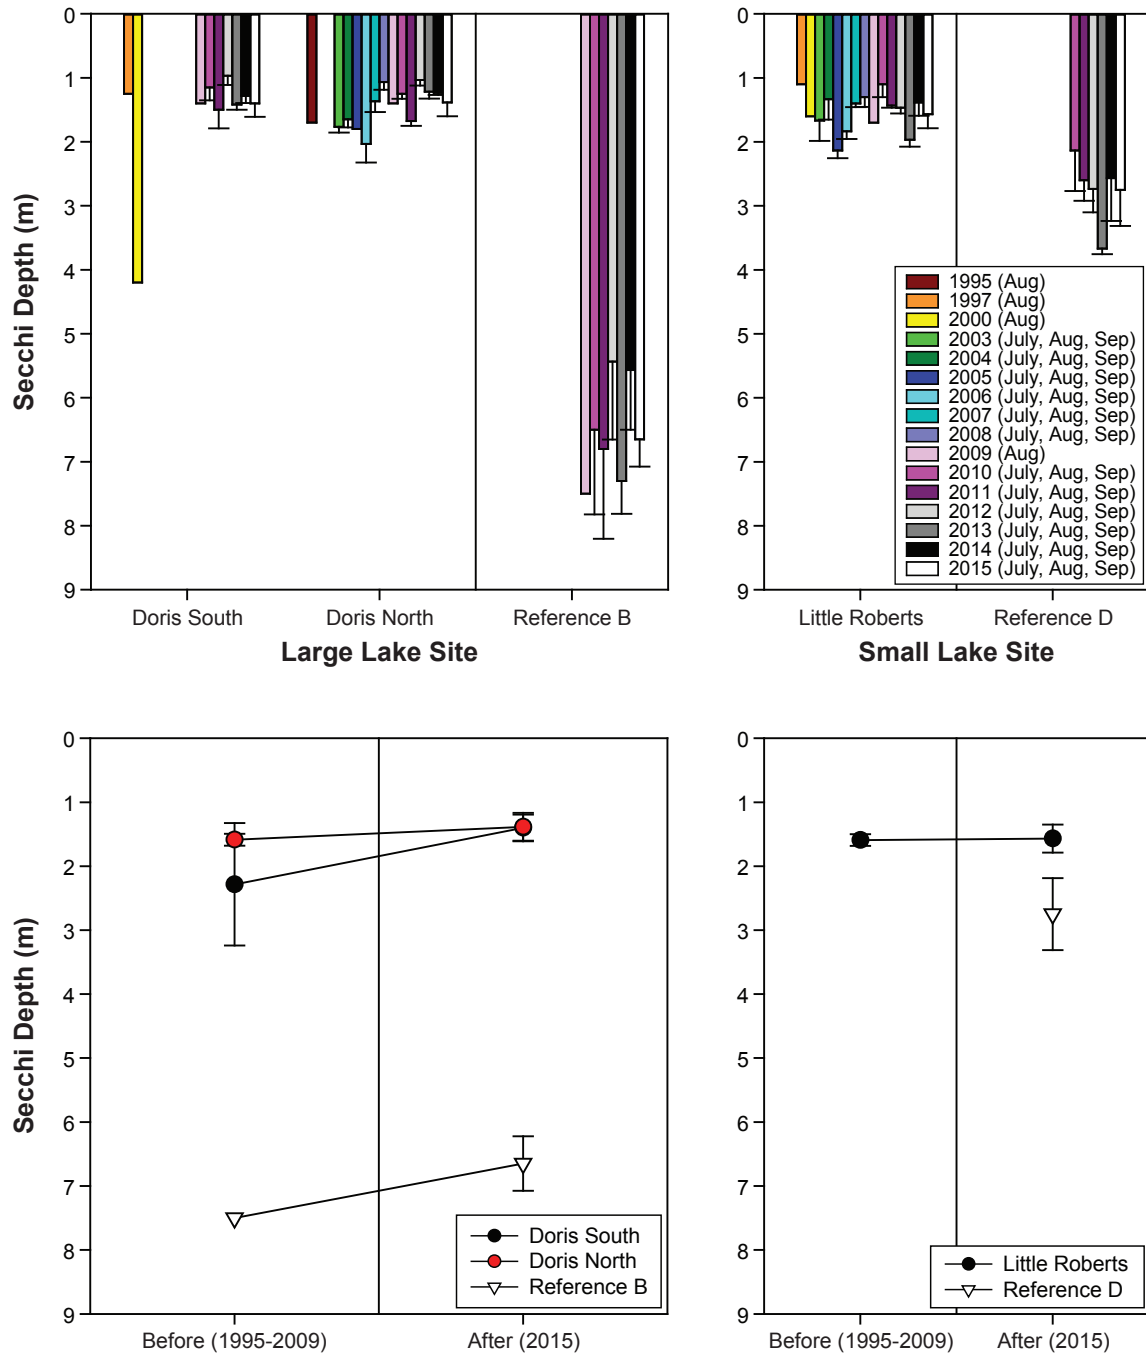 0
1
2
3
4
5
6
7
8
9
Secchi Depth (m)
Doris South
Doris North
Reference B
Large Lake Site
0
1
2
3
4
5
6
7
8
9
1995 (Aug)
1997 (Aug)
2000 (Aug)
2003 (July, Aug, Sep)
2004 (July, Aug, Sep)
2005 (July, Aug, Sep)
2006 (July, Aug, Sep)
2007 (July, Aug, Sep)
2008 (July, Aug, Sep)
2009 (Aug)
2010 (July, Aug, Sep)
2011 (July, Aug, Sep)
2012 (July, Aug, Sep)
2013 (July, Aug, Sep)
2014 (July, Aug, Sep)
2015 (July, Aug, Sep)
Little Roberts
Reference D
Small Lake Site
0
1
2
3
4
5
6
7
8
9
Secchi Depth (m)
Doris South
Doris North
Reference B
Before (1995-2009)
After (2015)
0
1
2
3
4
5
6
7
8
9
Little Roberts
Reference D
Before (1995-2009)
After (2015)